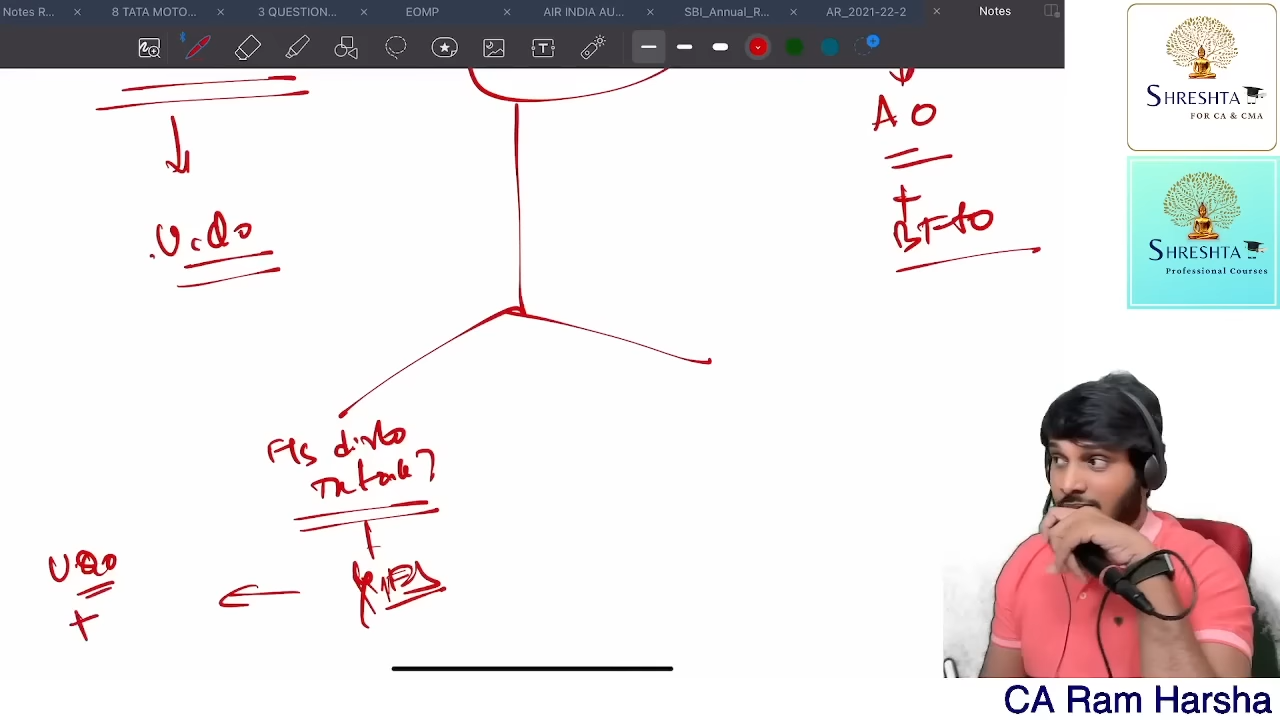 Notes R...
8 TATA MOTO...
3 QUESTION...
EOMP
AIR INDIA AU...
SBI_Annual_R...
AR_2021-22-2
Notes
SHRESHTA
FOR CA & CMA
SHRESHTA
Professional Courses
AO
+
U.QO
UQO
+
CA Ram Harsha